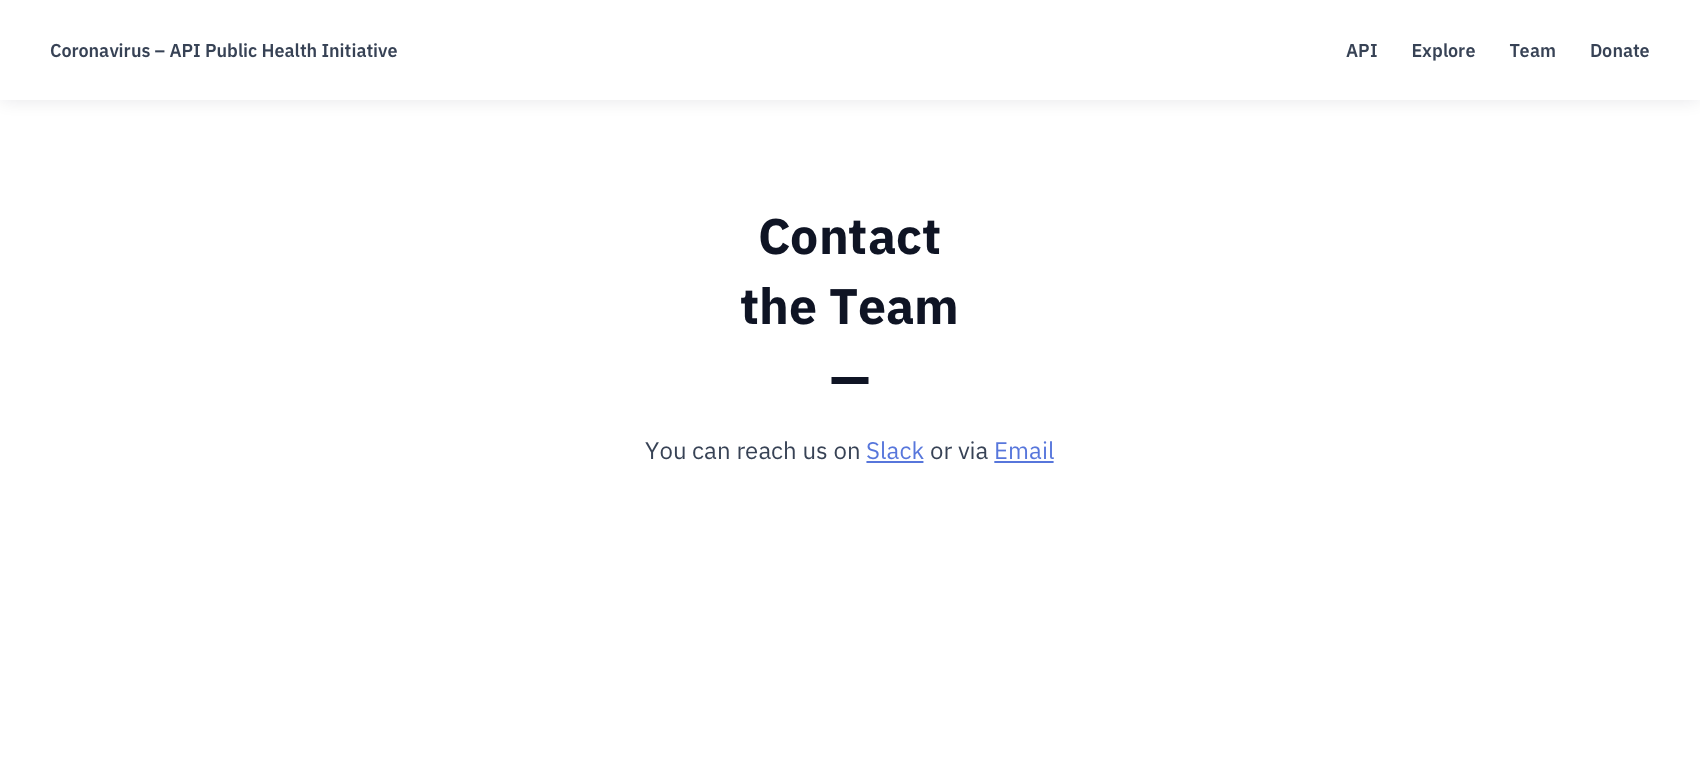 Coronavirus – API Public Health Initiative
API Explore Team Donate
Contact
the Team
—
You can reach us on Slack or via Email